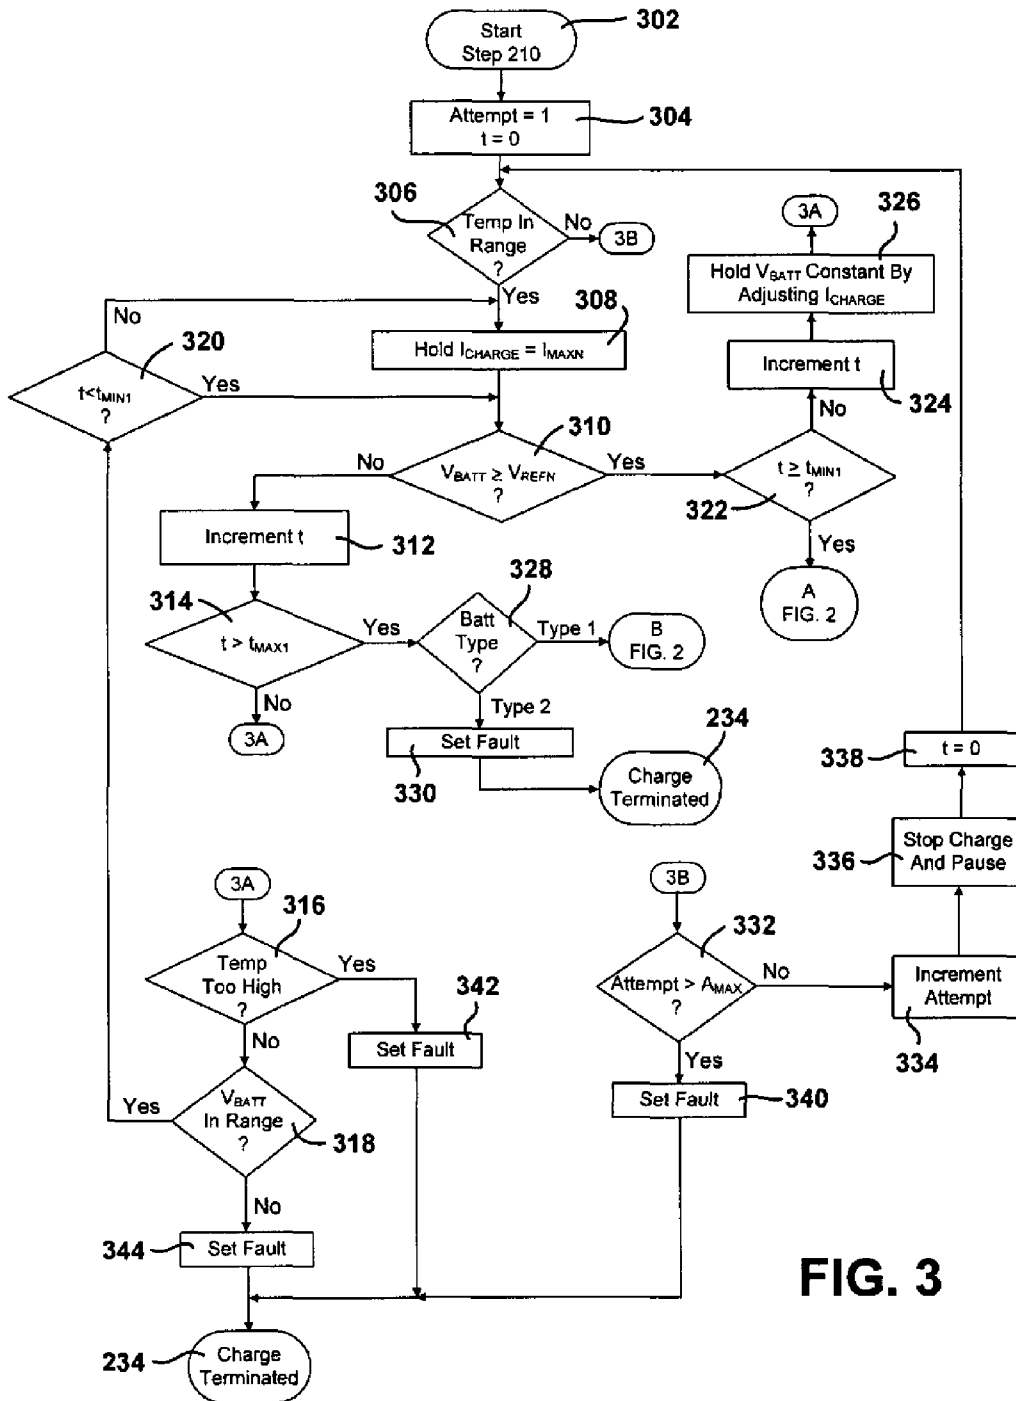 302
Start
Step 210
Attempt = 1
t = 0
304
306
Temp In
Range
?
No
3B
Yes
326
3A
Hold VBATT Constant By
Adjusting ICHARGE
No
320
308
Hold ICHARGE = IMAXN
Increment t
324
t<tMIN1
?
Yes
No
310
No
VBATT ≥ VREFN
?
Yes
t ≥ tMIN1
?
322
Increment t
312
Yes
A
FIG. 2
314
t > tMAX1
Yes
328
Batt
Type
?
Type 1
B
FIG. 2
No
3A
Type 2
Set Fault
330
234
Charge
Terminated
338
t = 0
336
Stop Charge
And Pause
3A
316
Temp
Too High
?
Yes
342
Set Fault
No
3B
332
Attempt > AMAX
?
No
Increment
Attempt
334
Yes
Set Fault
340
Yes
VBATT
In Range
?
318
No
344
Set Fault
FIG. 3
234
Charge
Terminated